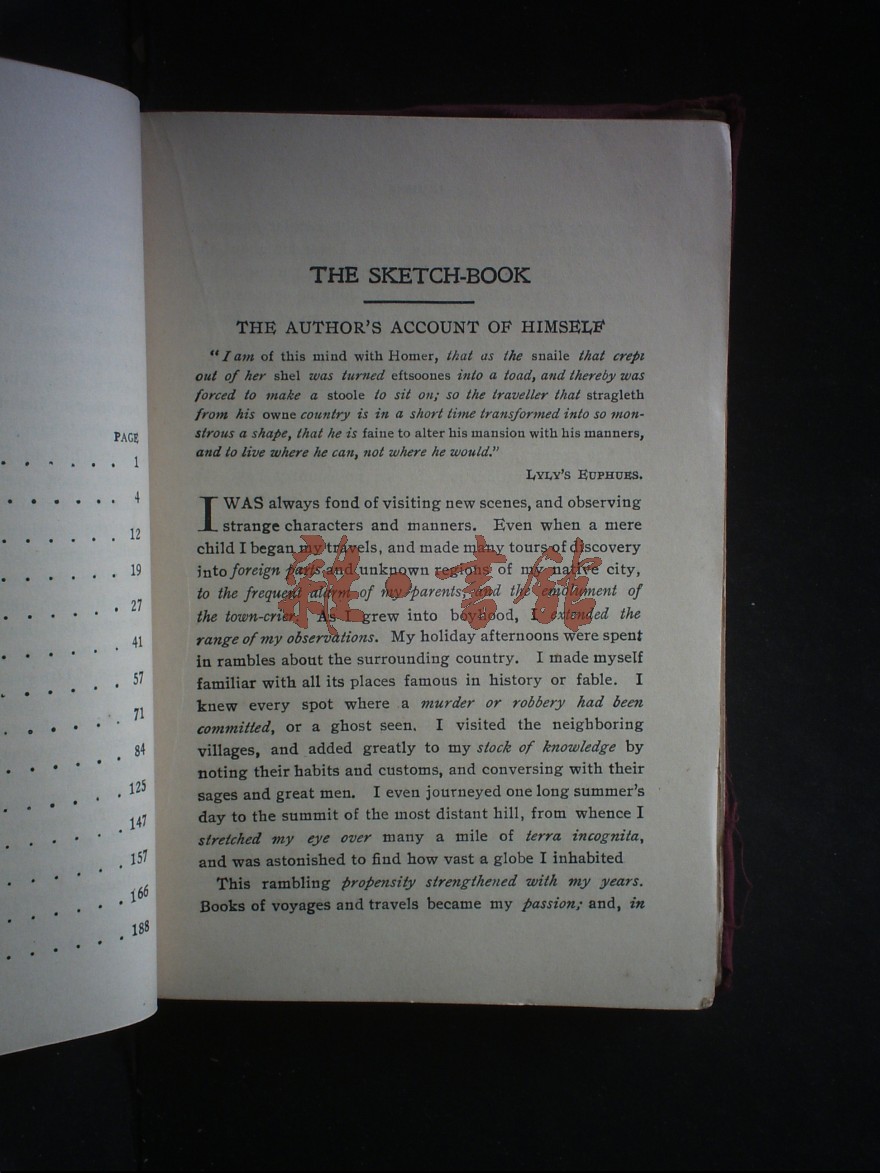 PAGE
1
4
12
19
27
41
57
71
84
125
147
157
166
188
THE SKETCH-BOOK
THE AUTHOR'S ACCOUNT OF HIMSELF
"I am of this mind with Homer, that as the snaile that crept
out of her shel was turned eftsoones into a toad, and thereby was
forced to make a stoole to sit on; so the traveller that stragleth
from his owne country is in a short time transformed into so mon-
strous a shape, that he is faine to alter his mansion with his manners,
and to live where he can, not where he would."
LYLY'S EUPHUES.
I WAS always fond of visiting new scenes, and observing
strange characters and manners. Even when a mere
child I began my travels, and made many tours of discovery
into foreign parts and unknown regions of my native city,
to the frequent alarm of my parents, and the emolument of
the town-crier. As I grew into boyhood, I extended the
range of my observations. My holiday afternoons were spent
in rambles about the surrounding country. I made myself
familiar with all its places famous in history or fable. I
knew every spot where a murder or robbery had been
committed, or a ghost seen. I visited the neighboring
villages, and added greatly to my stock of knowledge by
noting their habits and customs, and conversing with their
sages and great men. I even journeyed one long summer's
day to the summit of the most distant hill, from whence I
stretched my eye over many a mile of terra incognita,
and was astonished to find how vast a globe I inhabited
This rambling propensity strengthened with my years.
Books of voyages and travels became my passion; and, in
雜·書館